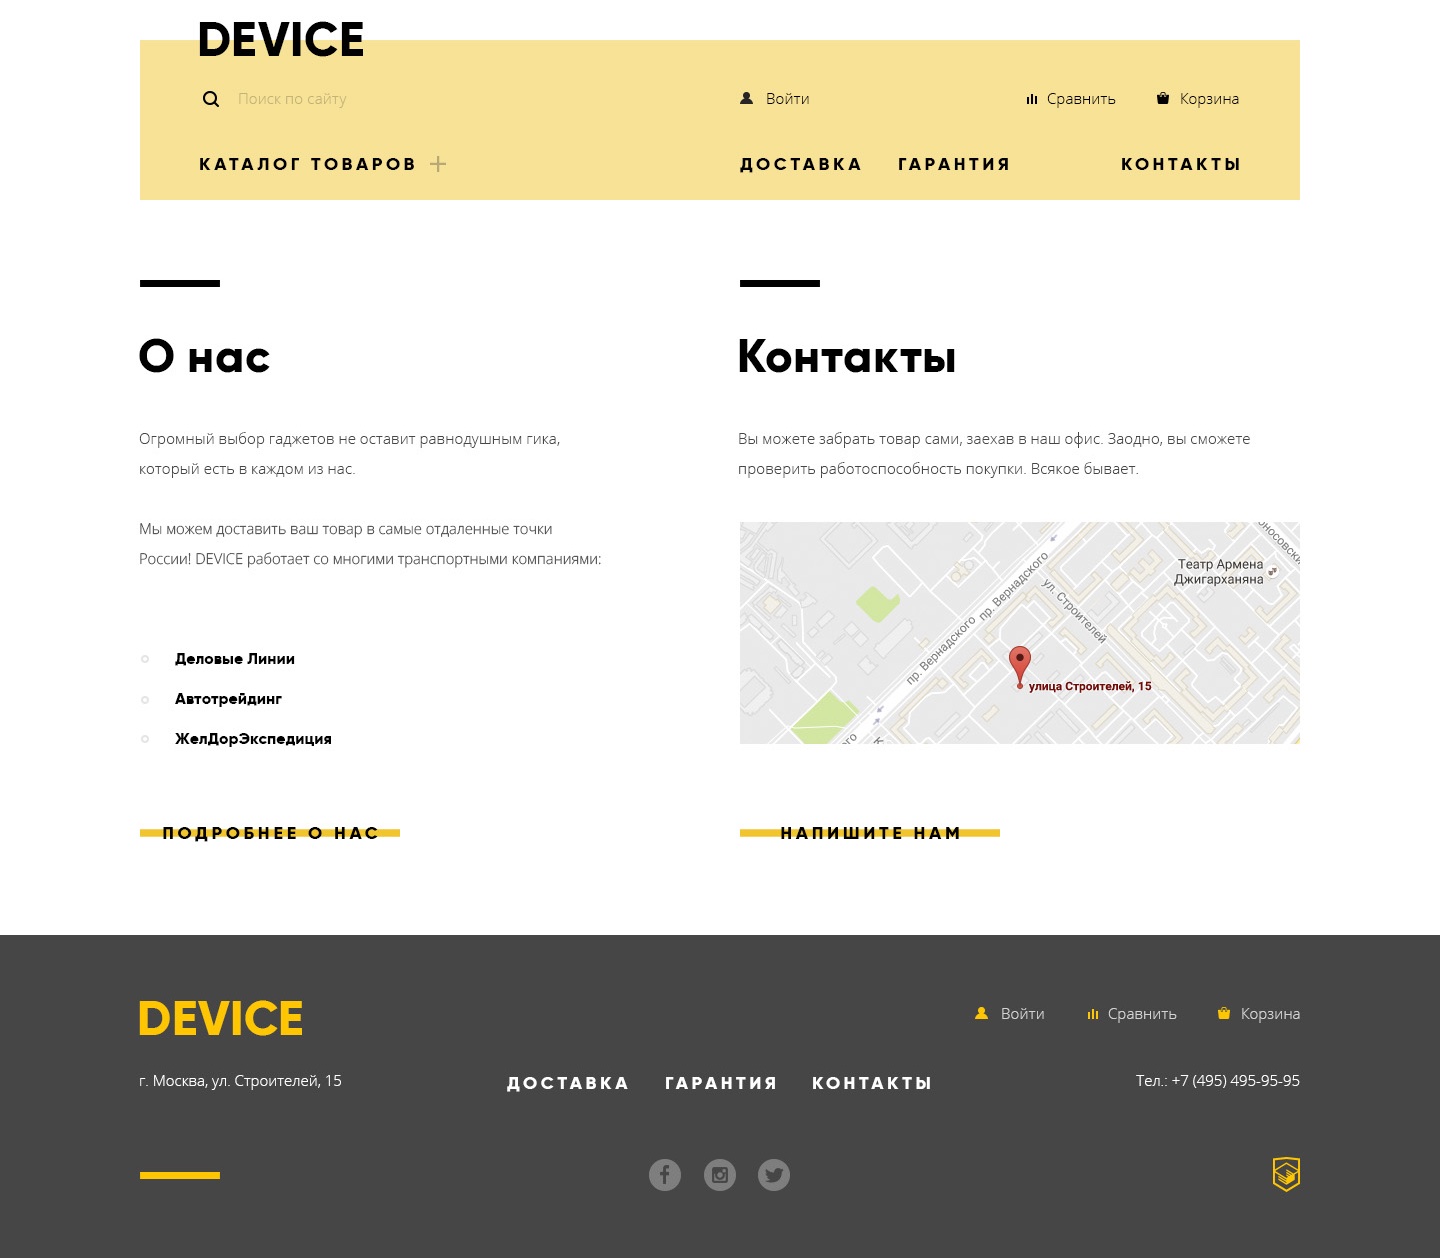 DEVICE
Поиск по сайту
Войти
Сравнить
Корзина
КАТАЛОГ ТОВАРОВ
ДОСТАВКА
ГАРАНТИЯ
КОНТАКТЫ
О нас
Огромный выбор гаджетов не оставит равнодушным гика,
который есть в каждом из нас.
Мы можем доставить ваш товар в самые отдаленные точки
России! DEVICE работает со многими транспортными компаниями:
Деловые Линии
Автотрейдинг
ЖелДорЭкспедиция
ПОДРОБНЕЕ О НАС
Контакты
Вы можете забрать товар сами, заехав в наш офис. Заодно, вы сможете
проверить работоспособность покупки. Всякое бывает.
Театр Армена
Джигарханяна
пр. Вернадского
ул. Строителей
пр. Вернадского
улица Строителей, 15
НАПИШИТЕ НАМ
DEVICE
Войти
Сравнить
Корзина
г. Москва, ул. Строителей, 15
ДОСТАВКА
ГАРАНТИЯ
КОНТАКТЫ
Тел.: +7 (495) 495-95-95